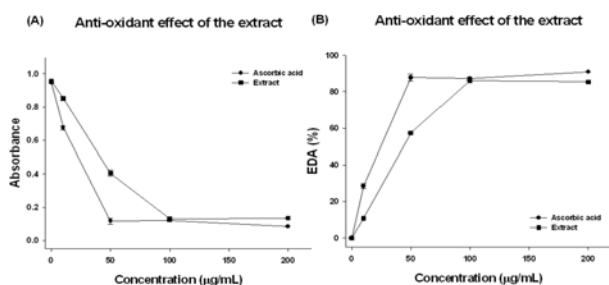 (A) Anti-oxidant effect of the extract
1.0
0.8
0.6
0.4
0.2
0.0
Absorbance
Ascorbic acid
Extract
0 50 100 150 200
Concentration (µg/mL)
(B) Anti-oxidant effect of the extract
100
80
60
40
20
0
EDA (%)
Ascorbic acid
Extract
0 50 100 150 200
Concentration (µg/mL)